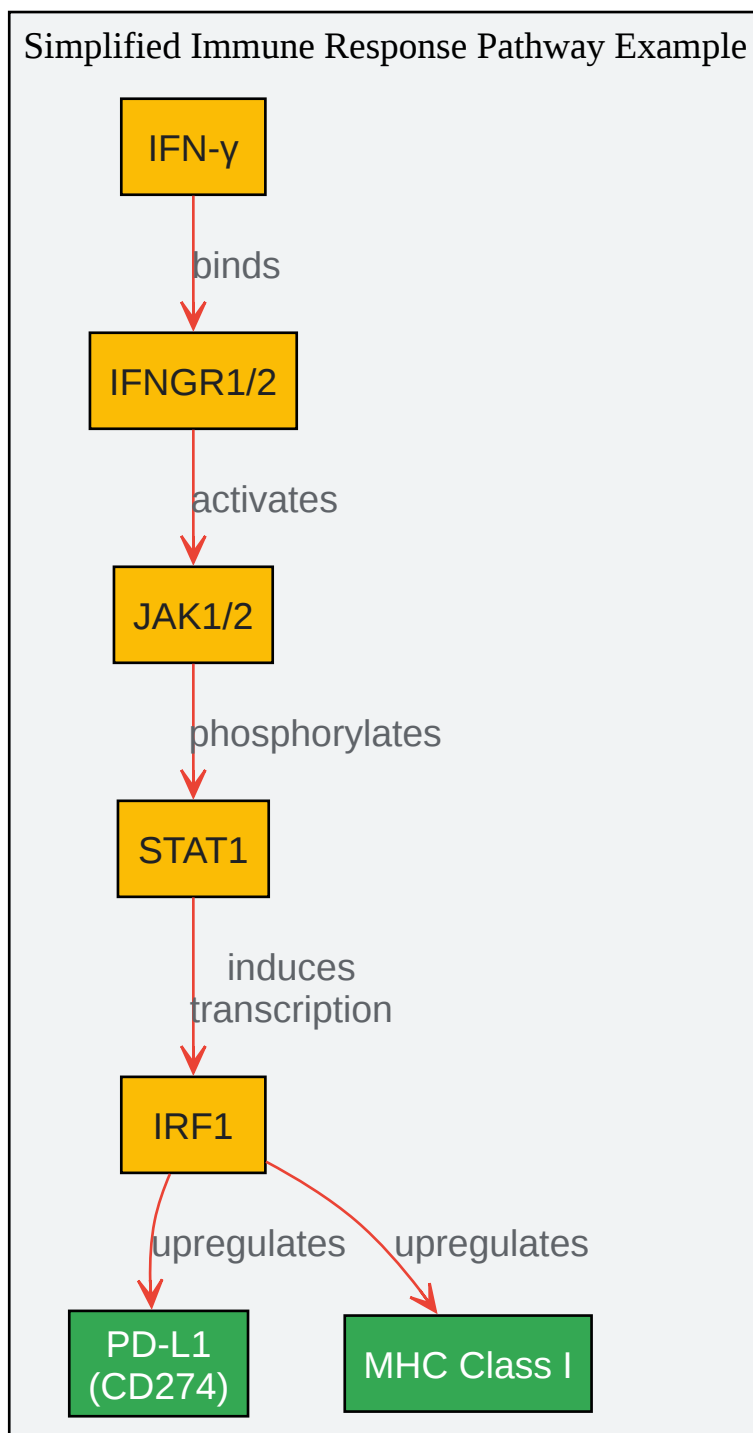 Simplified Immune Response Pathway Example
IFN-γ
binds
IFNGR1/2
activates
JAK1/2
phosphorylates
STAT1
induces
transcription
IRF1
upregulates
upregulates
PD-L1
(CD274)
MHC Class I